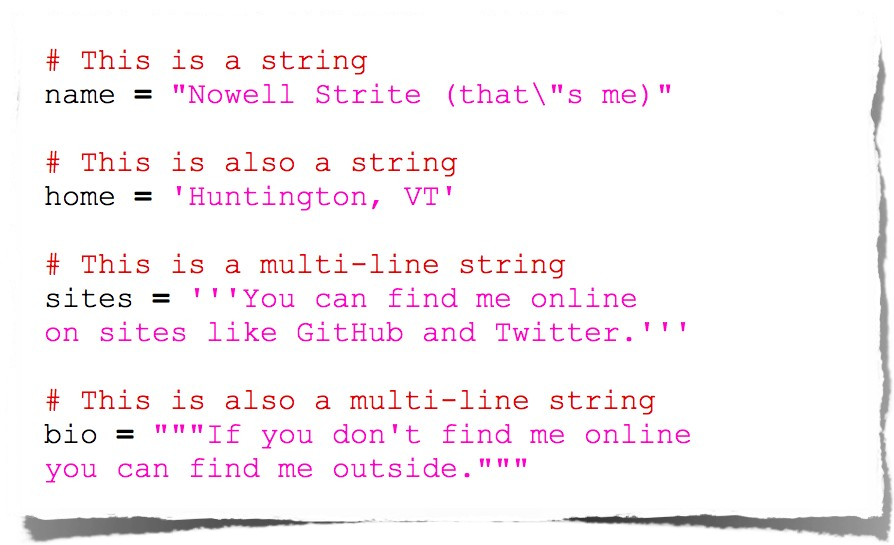 # This is a string
name = "Nowell Strite (that\"s me)"
# This is also a string
home = 'Huntington, VT'
# This is a multi-line string
sites = '''You can find me online
on sites like GitHub and Twitter.'''
# This is also a multi-line string
bio = """If you don't find me online
you can find me outside."""